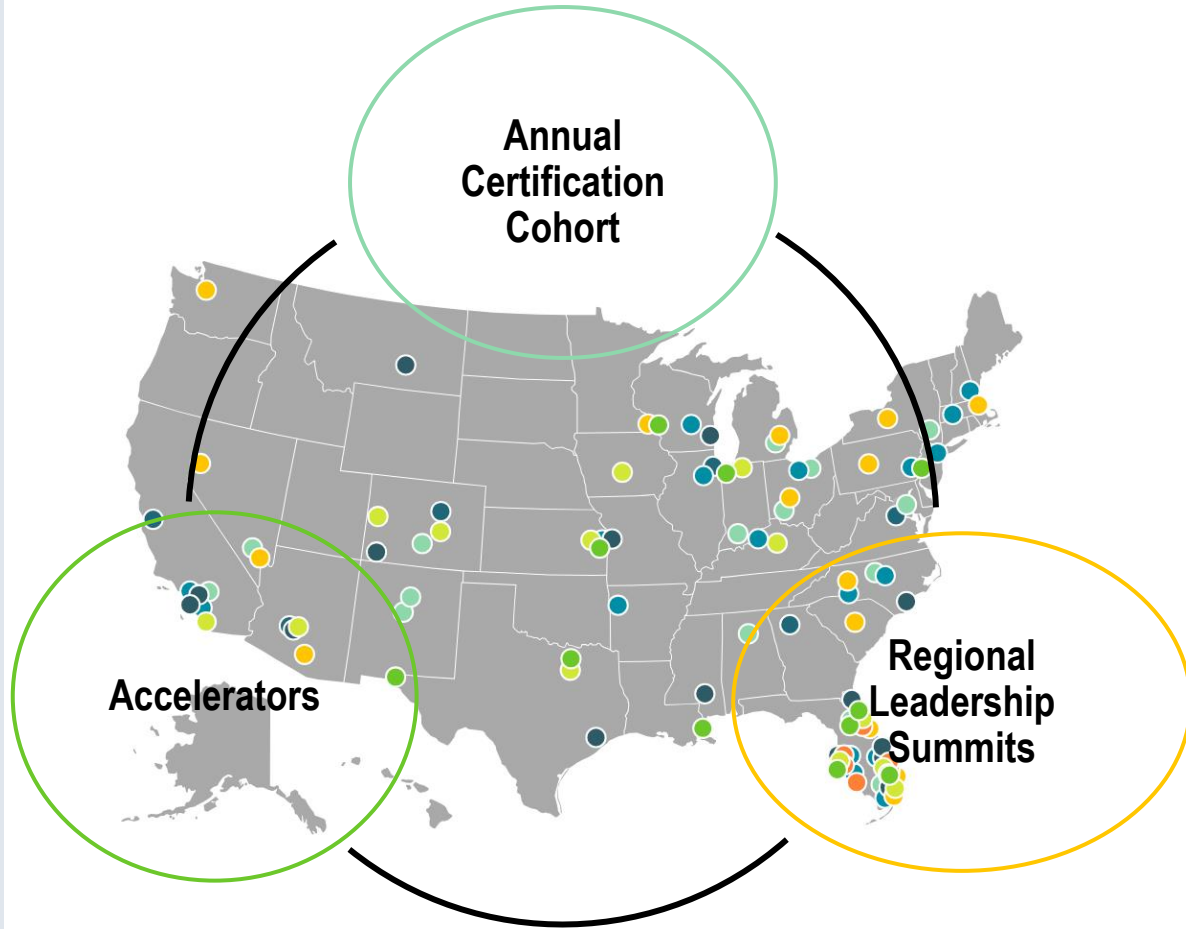 Annual
Certification
Cohort
Accelerators
Regional
Leadership
Summits